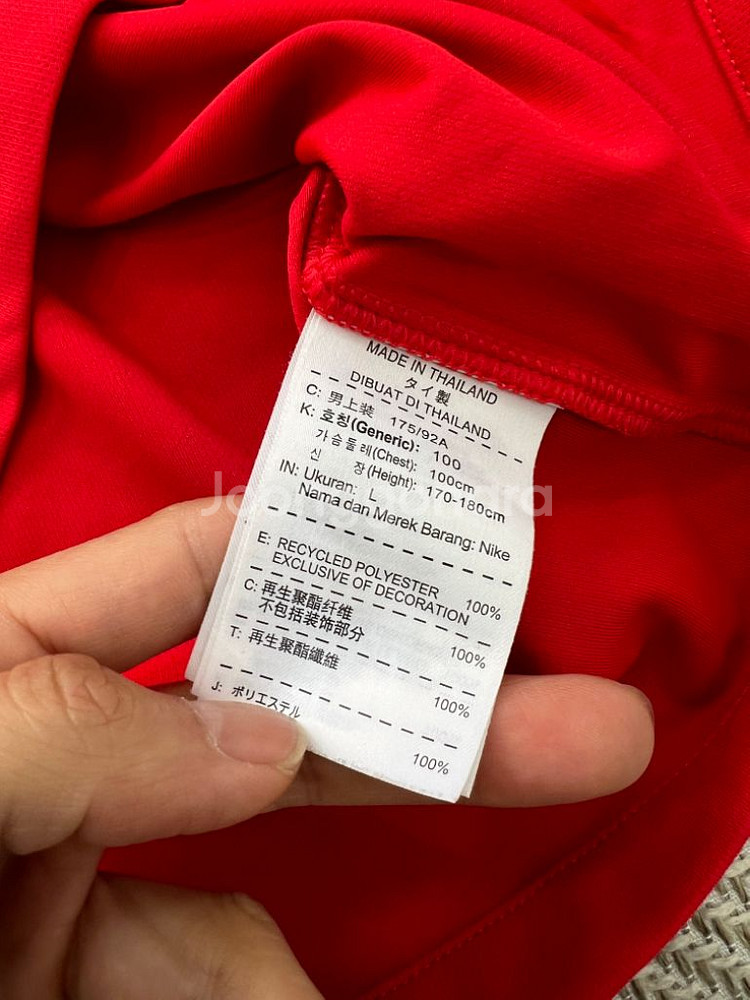 MADE IN THAILAND
タイ製
DIBUAT DI THAILAND
C: 男上装 175/92A
K: 호칭(Generic): 100
가슴둘레(Chest): 100cm
신 장(Height): 170-180cm
IN: Ukuran: L
Nama dan Merek Barang: Nike
E: RECYCLED POLYESTER 100%
EXCLUSIVE OF DECORATION
C: 再生聚酯纤维 100%
不包括装饰部分
T: 再生聚酯纖維 100%
J: ポリエステル 100%
Joongonara